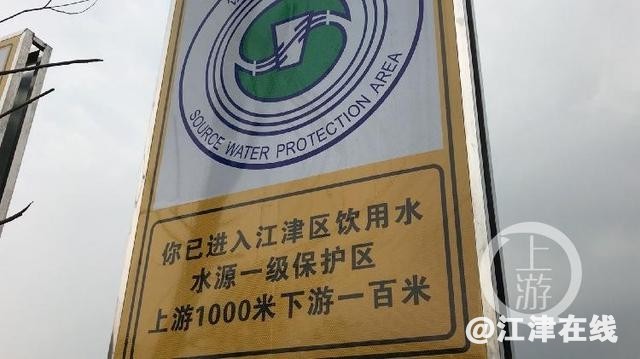 SOURCE WATER PROTECTION AREA
你已进入江津区饮用水
水源一级保护区
上游1000米下游一百米
上游
@江津在线